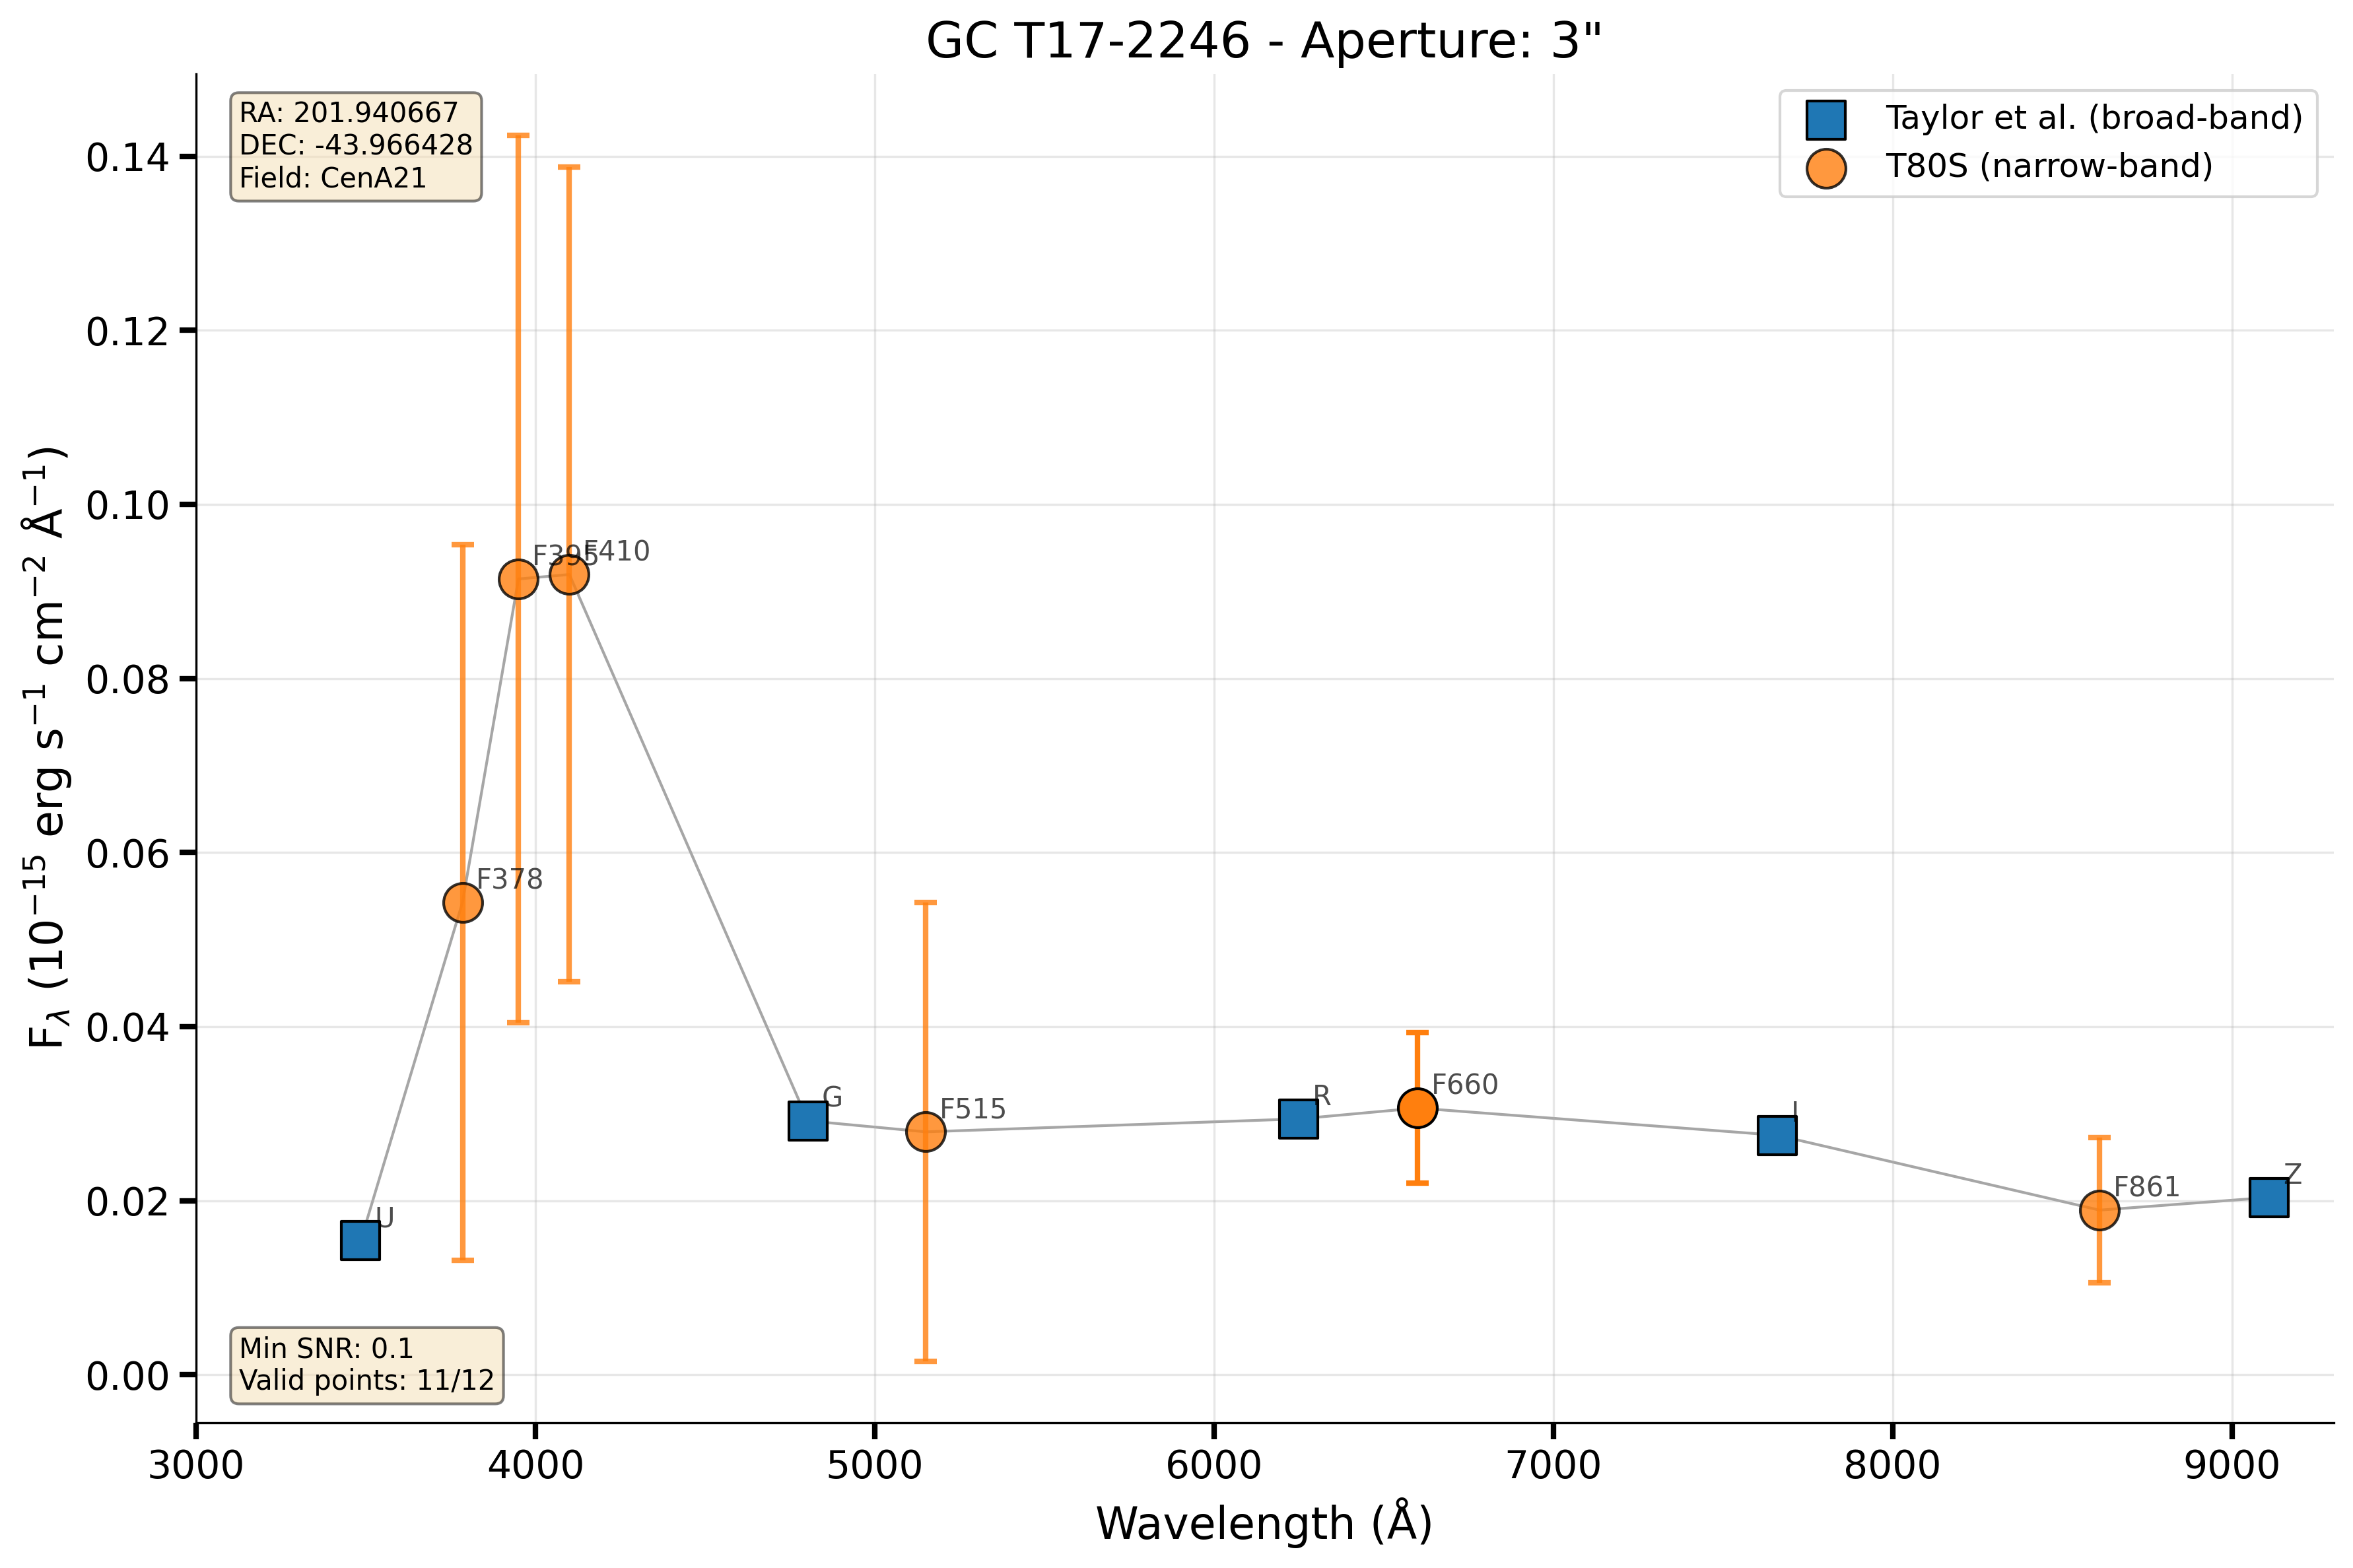 GC T17-2246 - Aperture: 3"
RA: 201.940667
DEC: -43.966428
Field: CenA21
Taylor et al. (broad-band)
T80S (narrow-band)
0.14
0.12
0.10
0.08
0.06
0.04
0.02
0.00
F$_λ$ (10$^{−15}$ erg s$^{−1}$ cm$^{−2}$ Å$^{−1}$)
F395
F410
F378
G
F515
R
F660
I
F861
Z
U
Min SNR: 0.1
Valid points: 11/12
3000 4000 5000 6000 7000 8000 9000
Wavelength (Å)